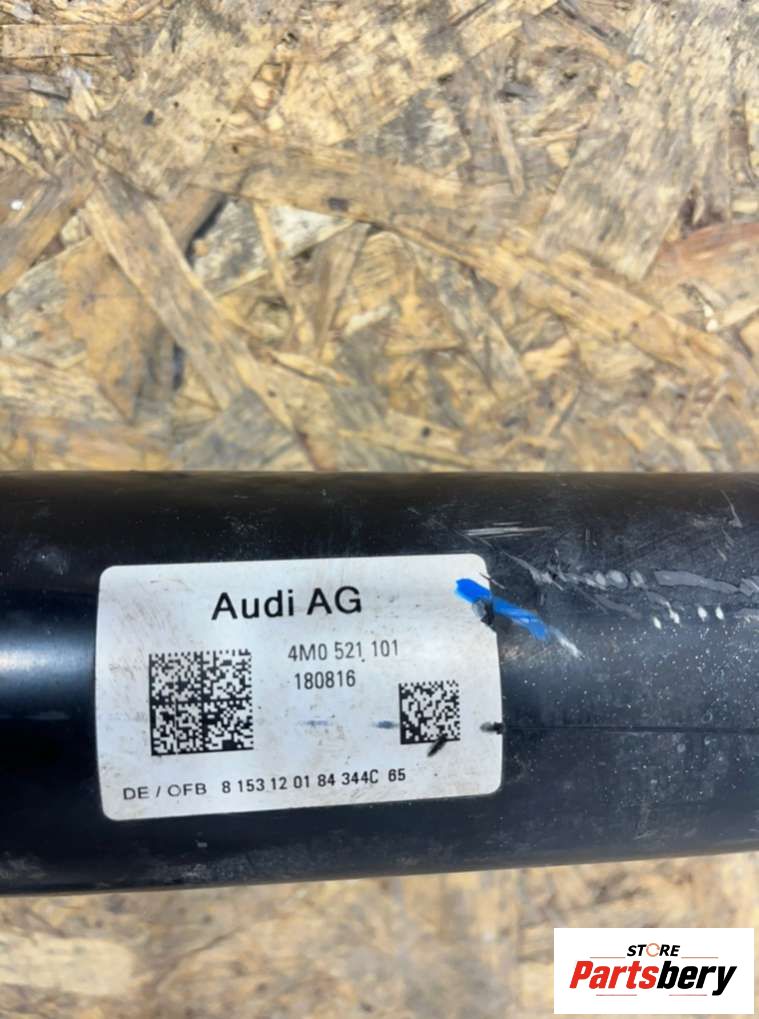 Audi AG
4M0 521 101
180816
DE / OFB 8 153 12 01 84 344C 65
STORE
Partsbery